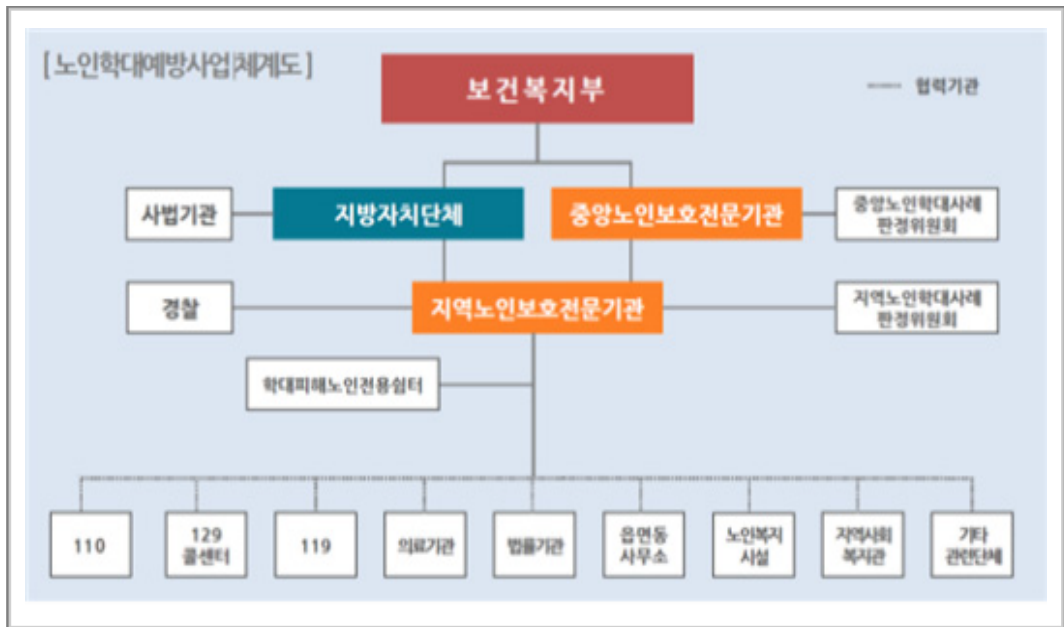 [ 노인학대예방사업체계도 ]
보건복지부
협력기관
사법기관
지방자치단체
중앙노인보호전문기관
중앙노인학대사례
판정위원회
경찰
지역노인보호전문기관
지역노인학대사례
판정위원회
학대피해노인전용쉼터
110
129
콜센터
119
의료기관
법률기관
읍면동
사무소
노인복지
시설
지역사회
복지관
기타
관련단체